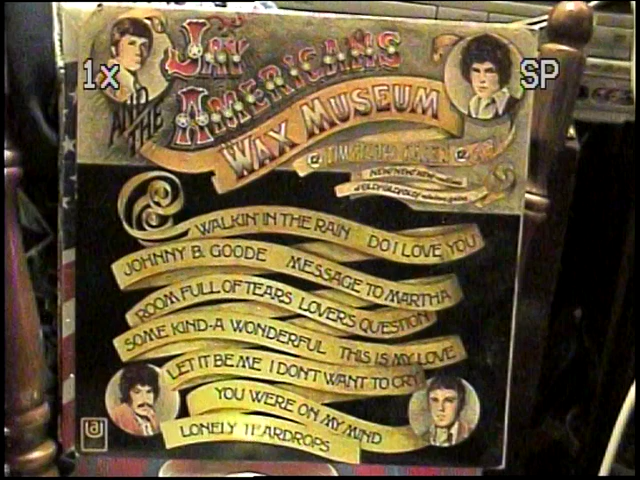 1x
SP
JAY
AND THE
AMERICANS
WAX MUSEUM
WALKIN' IN THE RAIN DO I LOVE YOU
JOHNNY B. GOODE MESSAGE TO MARTHA
ROOM FULL OF TEARS LOVERS QUESTION
SOME KIND-A WONDERFUL THIS IS MY LOVE
LET IT BE ME I DON'T WANT TO CRY
YOU WERE ON MY MIND
LONELY TEARDROPS
UA